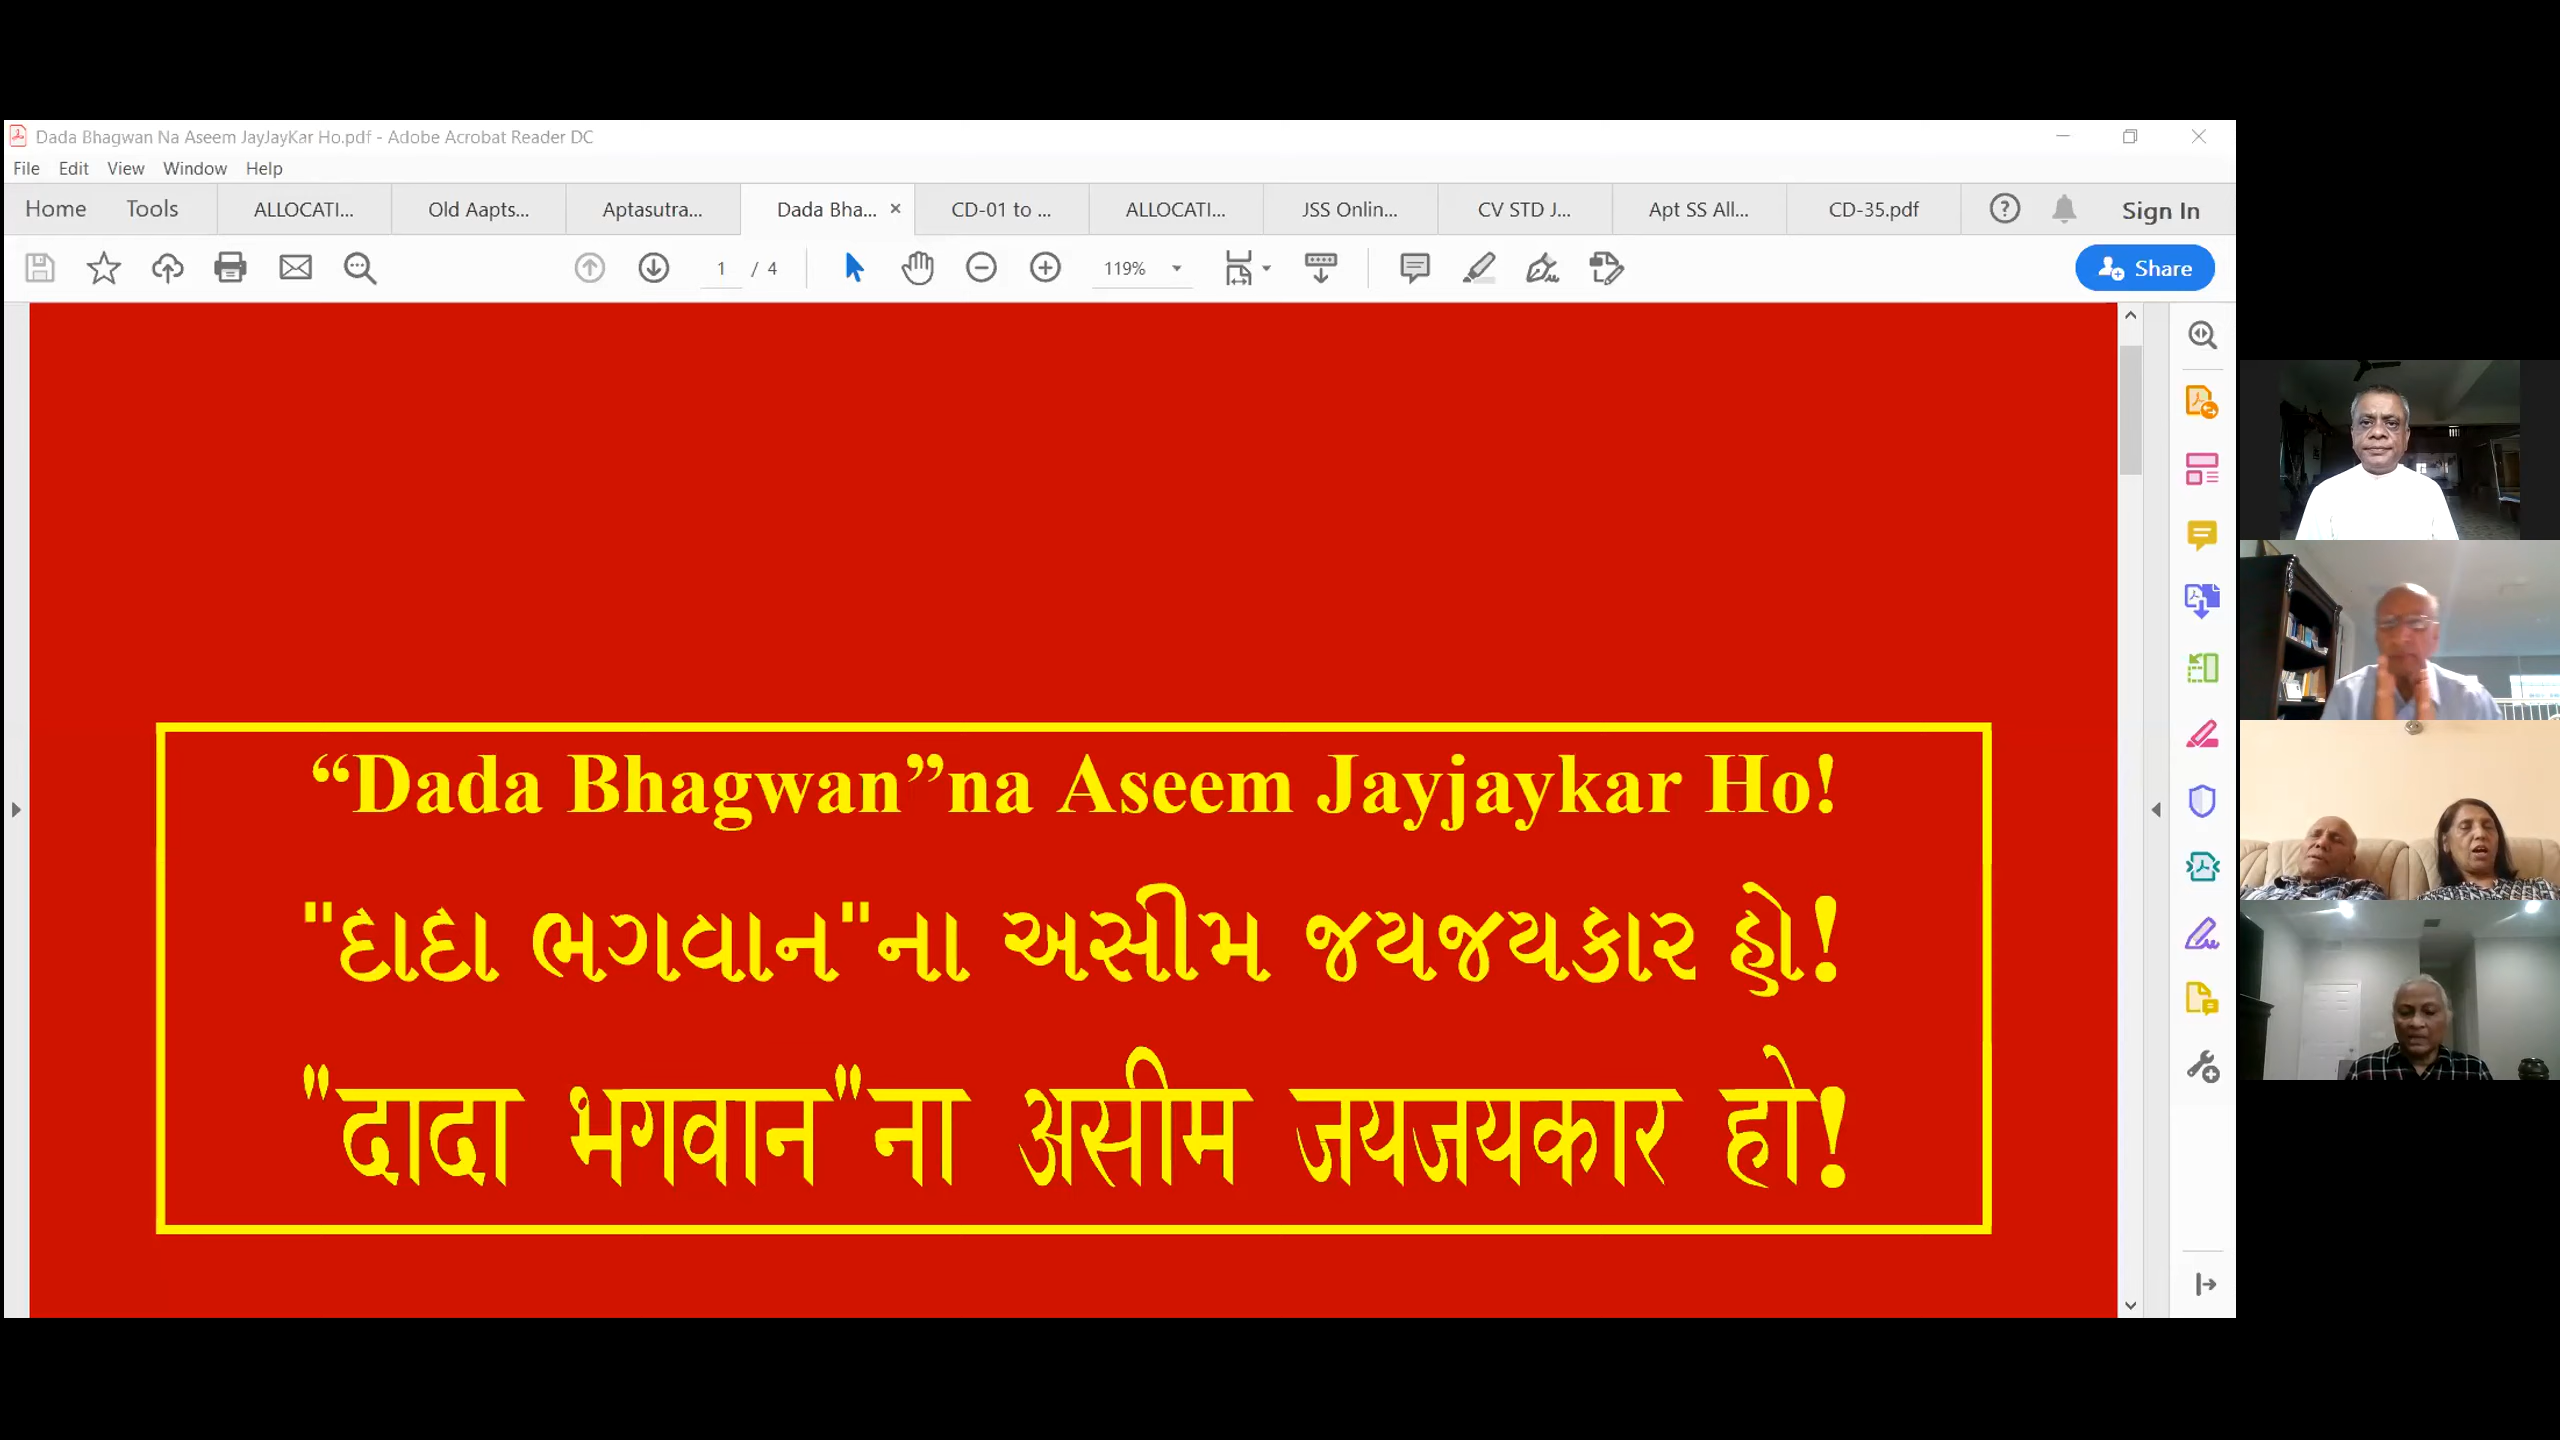 Dada Bhagwan Na Aseem JayJayKar Ho.pdf - Adobe Acrobat Reader DC
File Edit View Window Help
Home Tools ALLOCATI... Old Aapts... Aptasutra... Dada Bha... CD-01 to ... ALLOCATI... JSS Onlin... CV STD J... Apt SS All... CD-35.pdf Sign In
1 / 4 119% Share
“Dada Bhagwan”na Aseem Jayjaykar Ho!
"દાદા ભગવાન"ના અસીમ જયજયકાર હો!
"दादा भगवान"ना असीम जयजयकार हो!